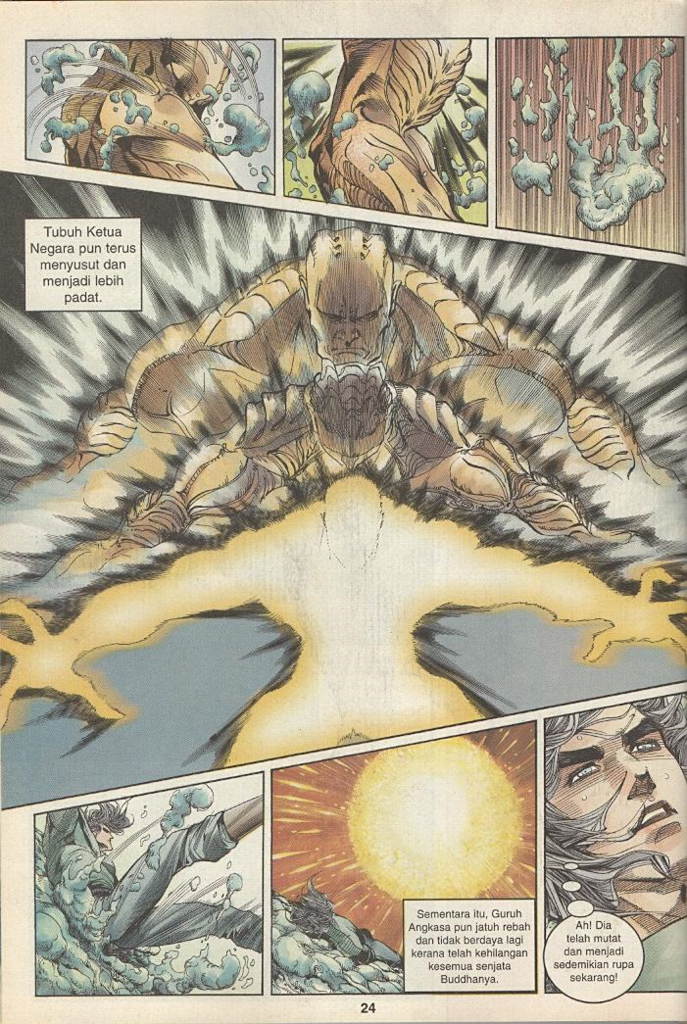 Tubuh Ketua
Negara pun terus
menyusut dan
menjadi lebih
padat.
Sementara itu, Guruh
Angkasa pun jatuh rebah
dan tidak berdaya lagi
kerana telah kehilangan
kesemua senjata
Buddhanya.
Ah! Dia
telah mutat
dan menjadi
sedemikian rupa
sekarang!
24